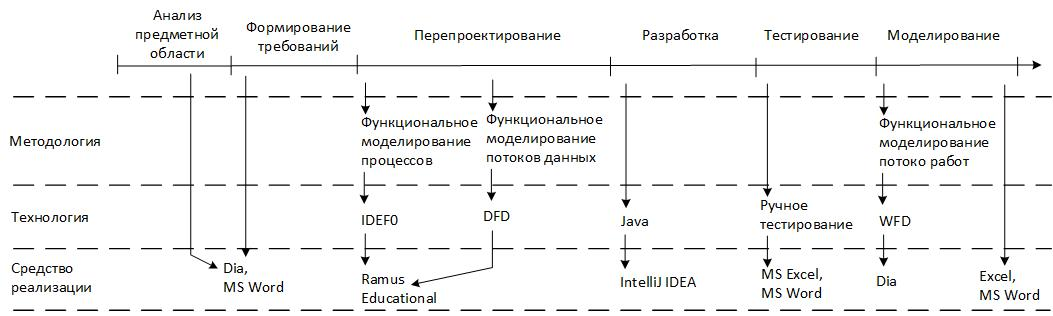 Анализ
предметной
области
Формирование
требований
Перепроектирование
Разработка
Тестирование
Моделирование
Методология
Функциональное
моделирование
процессов
Функциональное
моделирование
потоков данных
Функциональное
моделирование
потоко работ
Технология
IDEF0
DFD
Java
Ручное
тестирование
WFD
Средство
реализации
Dia,
MS Word
Ramus
Educational
IntelliJ IDEA
MS Excel,
MS Word
Dia
Excel,
MS Word